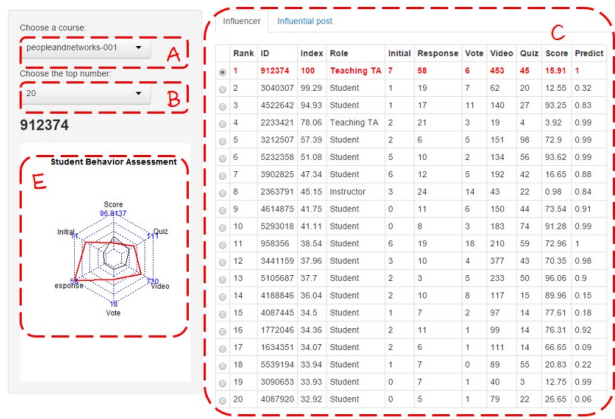 Choose a course:
peopleandnetworks-001
A
Choose the top number:
20
B
912374
E
Student Behavior Assessment
Score
96.8137
Initial
11
Quiz
111
esponse
58
Video
730
Vote
18
Influencer
Influential post
C
Rank ID Index Role Initial Response Vote Video Quiz Score Predict
1 912374 100 Teaching TA 7 58 6 453 45 15.91 1
2 3040307 99.29 Student 1 19 7 62 20 12.55 0.32
3 4522642 94.93 Student 1 17 11 140 27 93.25 0.83
4 2233421 78.06 Teaching TA 2 21 3 19 4 3.92 0.99
5 3212507 57.39 Student 2 6 5 151 98 72.9 0.99
6 5232358 51.08 Student 5 10 2 134 56 93.62 0.99
7 3902825 47.34 Student 6 12 5 192 42 16.65 0.88
8 2363791 45.15 Instructor 3 24 14 43 22 0.98 0.84
9 4614875 41.75 Student 0 11 6 150 44 73.54 0.91
10 5293018 41.11 Student 0 8 3 183 74 91.28 0.99
11 958356 38.54 Student 1 19 18 210 59 72.96 1
12 3441159 37.96 Student 5 10 4 377 43 70.35 0.98
13 5105687 37.7 Student 2 3 5 233 50 96.06 0.9
14 4188846 36.04 Student 2 10 8 117 15 89.96 0.15
15 4087445 34.5 Student 1 7 2 97 14 77.61 0.18
16 1772046 34.36 Student 2 11 1 99 14 76.31 0.92
17 1634351 34.07 Student 2 6 1 111 14 66.65 0.09
18 5539194 33.94 Student 1 7 0 89 55 20.83 0.22
19 3090653 33.93 Student 0 7 1 40 3 12.75 0.99
20 4087920 32.92 Student 0 5 1 79 22 26.65 0.06